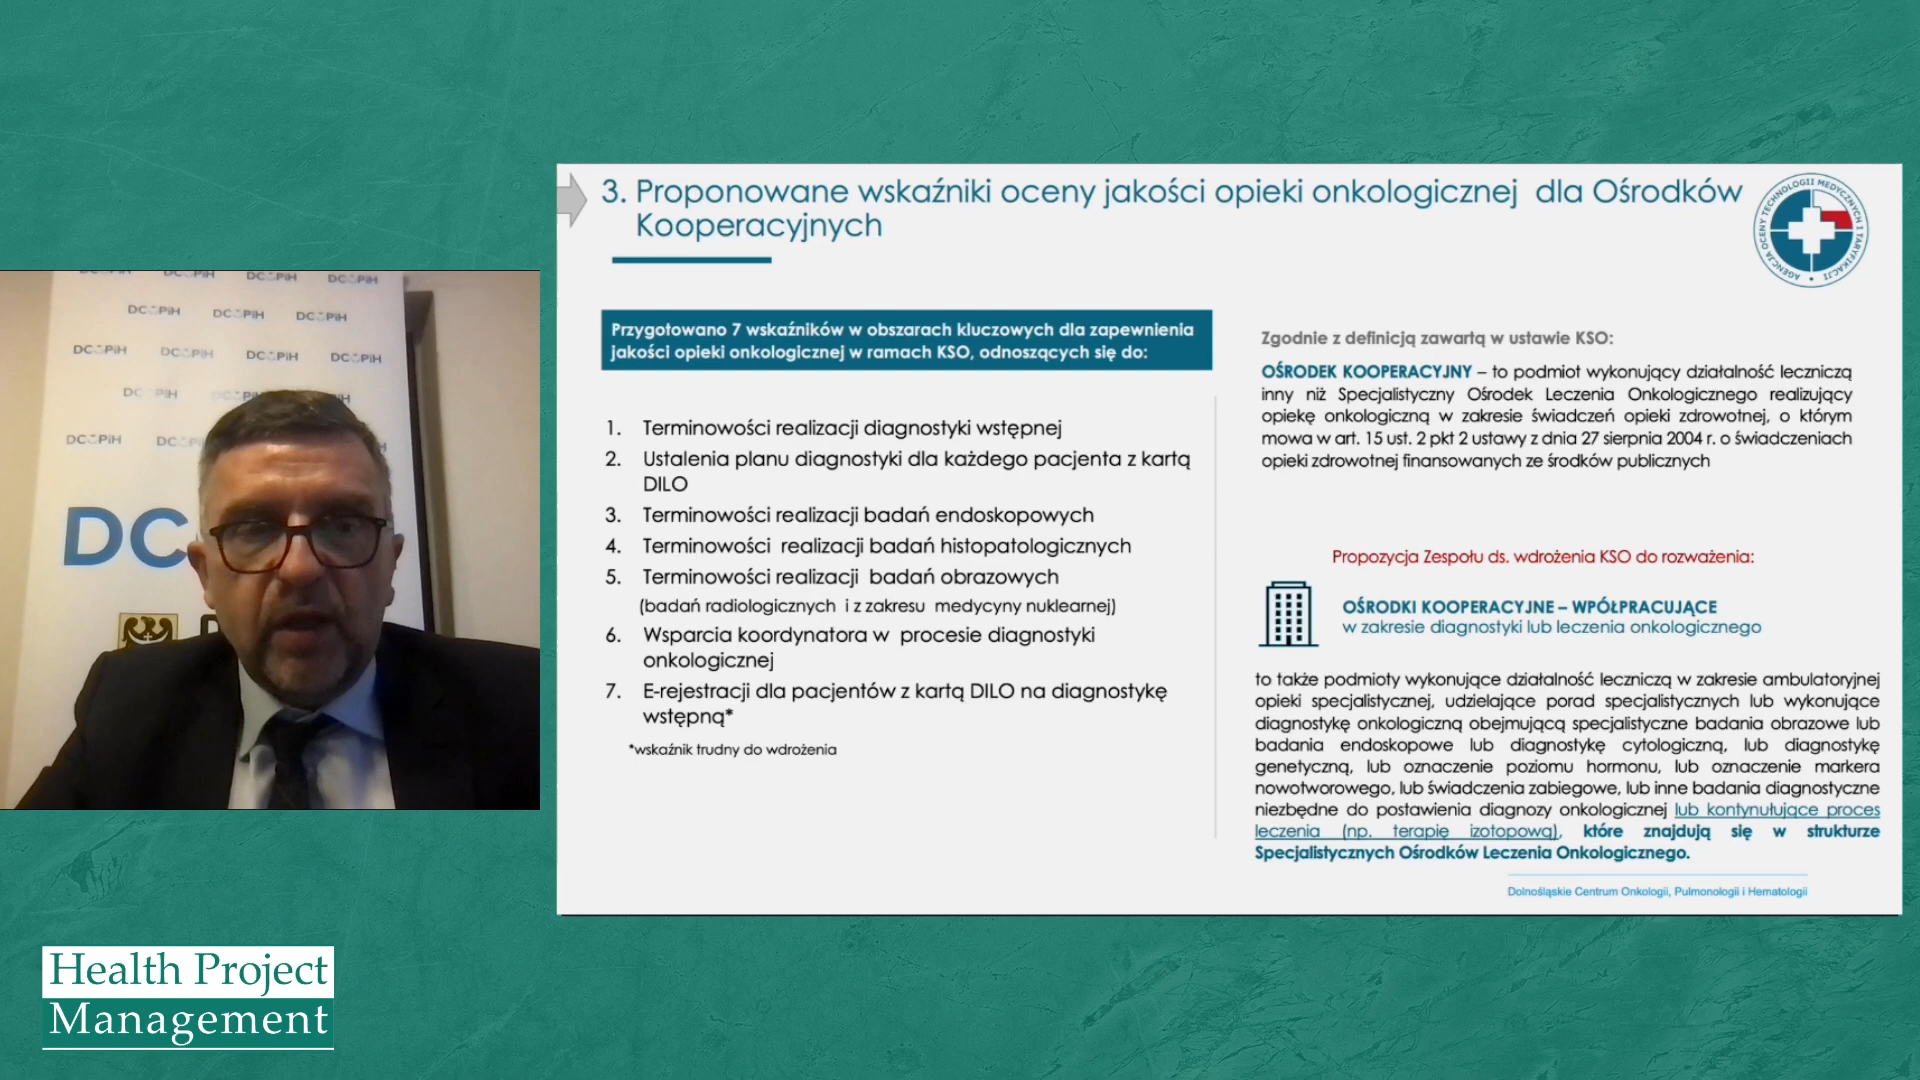 3. Proponowane wskaźniki oceny jakości opieki onkologicznej dla Ośrodków
Kooperacyjnych
AGENCJA OCENY TECHNOLOGII MEDYCZNYCH I TARYFIKACJI
Przygotowano 7 wskaźników w obszarach kluczowych dla zapewnienia
jakości opieki onkologicznej w ramach KSO, odnoszących się do:
1. Terminowości realizacji diagnostyki wstępnej
2. Ustalenia planu diagnostyki dla każdego pacjenta z kartą
DILO
3. Terminowości realizacji badań endoskopowych
4. Terminowości realizacji badań histopatologicznych
5. Terminowości realizacji badań obrazowych
(badań radiologicznych i z zakresu medycyny nuklearnej)
6. Wsparcia koordynatora w procesie diagnostyki
onkologicznej
7. E-rejestracji dla pacjentów z kartą DILO na diagnostykę
wstępną*
*wskaźnik trudny do wdrożenia
Zgodnie z definicją zawartą w ustawie KSO:
OŚRODEK KOOPERACYJNY – to podmiot wykonujący działalność leczniczą
inny niż Specjalistyczny Ośrodek Leczenia Onkologicznego realizujący
opiekę onkologiczną w zakresie świadczeń opieki zdrowotnej, o którym
mowa w art. 15 ust. 2 pkt 2 ustawy z dnia 27 sierpnia 2004 r. o świadczeniach
opieki zdrowotnej finansowanych ze środków publicznych
Propozycja Zespołu ds. wdrożenia KSO do rozważenia:
OŚRODKI KOOPERACYJNE – WPÓŁPRACUJĄCE
w zakresie diagnostyki lub leczenia onkologicznego
to także podmioty wykonujące działalność leczniczą w zakresie ambulatoryjnej
opieki specjalistycznej, udzielające porad specjalistycznych lub wykonujące
diagnostykę onkologiczną obejmującą specjalistyczne badania obrazowe lub
badania endoskopowe lub diagnostykę cytologiczną, lub diagnostykę
genetyczną, lub oznaczenie poziomu hormonu, lub oznaczenie markera
nowotworowego, lub świadczenia zabiegowe, lub inne badania diagnostyczne
niezbędne do postawienia diagnozy onkologicznej lub kontynułujące proces
leczenia (np. terapię izotopową), które znajdują się w strukturze
Specjalistycznych Ośrodków Leczenia Onkologicznego.
Dolnośląskie Centrum Onkologii, Pulmonologii i Hematologii
Health Project
Management